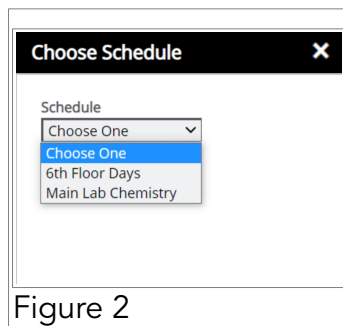 Choose Schedule
Schedule
Choose One
Choose One
6th Floor Days
Main Lab Chemistry
Figure 2